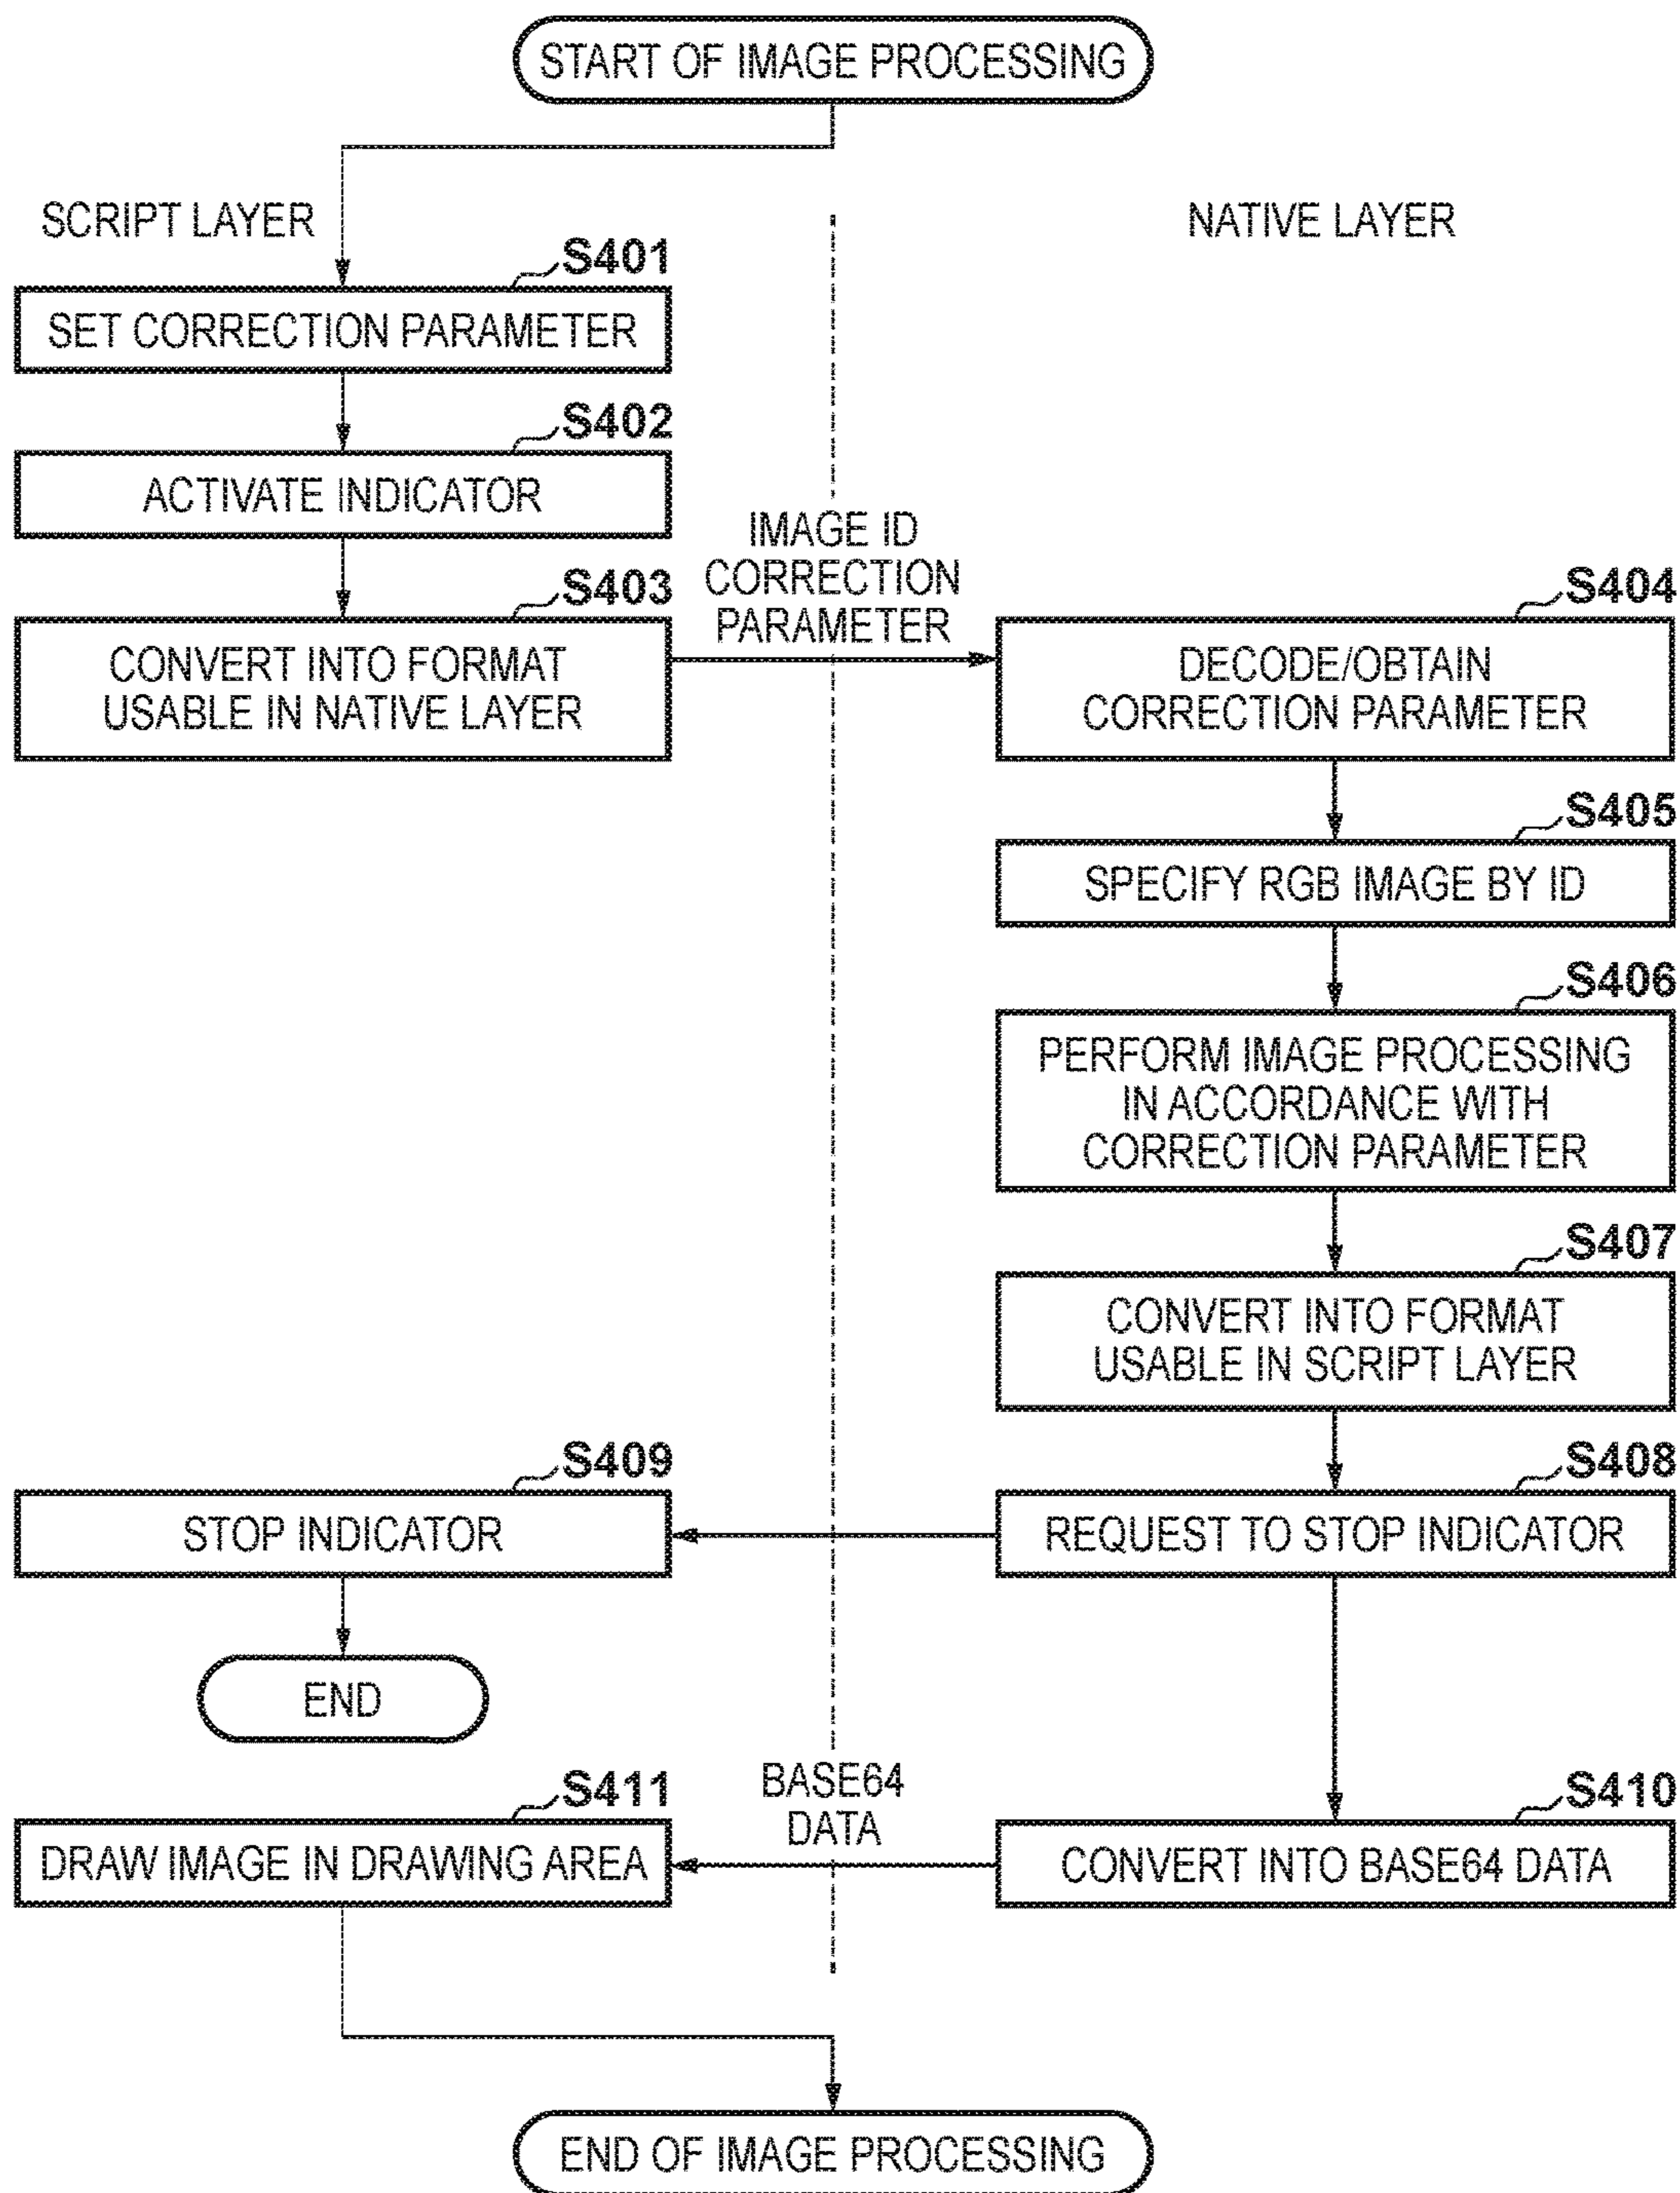 START OF IMAGE PROCESSING
SCRIPT LAYER
NATIVE LAYER
S401
SET CORRECTION PARAMETER
S402
ACTIVATE INDICATOR
S403
CONVERT INTO FORMAT
USABLE IN NATIVE LAYER
IMAGE ID
CORRECTION
PARAMETER
S404
DECODE/OBTAIN
CORRECTION PARAMETER
S405
SPECIFY RGB IMAGE BY ID
S406
PERFORM IMAGE PROCESSING
IN ACCORDANCE WITH
CORRECTION PARAMETER
S407
CONVERT INTO FORMAT
USABLE IN SCRIPT LAYER
S408
REQUEST TO STOP INDICATOR
S409
STOP INDICATOR
END
S410
CONVERT INTO BASE64 DATA
BASE64
DATA
S411
DRAW IMAGE IN DRAWING AREA
END OF IMAGE PROCESSING